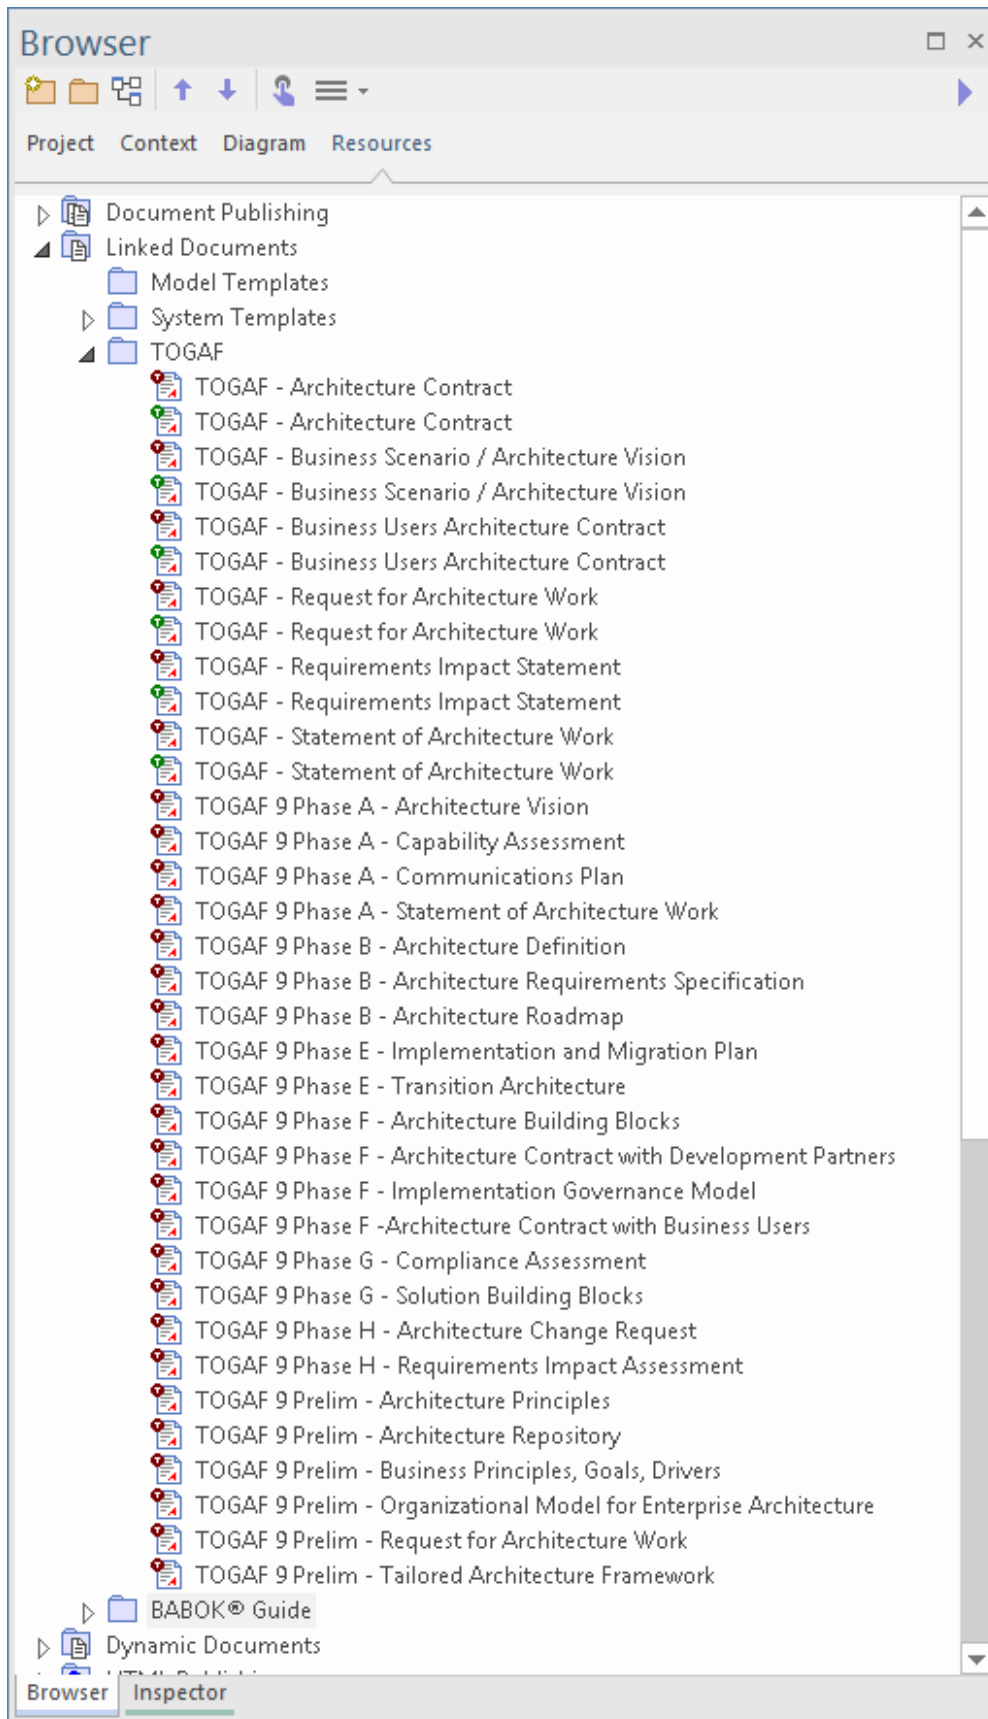 Browser
Project Context Diagram Resources
Document Publishing
Linked Documents
Model Templates
System Templates
TOGAF
TOGAF - Architecture Contract
TOGAF - Architecture Contract
TOGAF - Business Scenario / Architecture Vision
TOGAF - Business Scenario / Architecture Vision
TOGAF - Business Users Architecture Contract
TOGAF - Business Users Architecture Contract
TOGAF - Request for Architecture Work
TOGAF - Request for Architecture Work
TOGAF - Requirements Impact Statement
TOGAF - Requirements Impact Statement
TOGAF - Statement of Architecture Work
TOGAF - Statement of Architecture Work
TOGAF 9 Phase A - Architecture Vision
TOGAF 9 Phase A - Capability Assessment
TOGAF 9 Phase A - Communications Plan
TOGAF 9 Phase A - Statement of Architecture Work
TOGAF 9 Phase B - Architecture Definition
TOGAF 9 Phase B - Architecture Requirements Specification
TOGAF 9 Phase B - Architecture Roadmap
TOGAF 9 Phase E - Implementation and Migration Plan
TOGAF 9 Phase E - Transition Architecture
TOGAF 9 Phase F - Architecture Building Blocks
TOGAF 9 Phase F - Architecture Contract with Development Partners
TOGAF 9 Phase F - Implementation Governance Model
TOGAF 9 Phase F -Architecture Contract with Business Users
TOGAF 9 Phase G - Compliance Assessment
TOGAF 9 Phase G - Solution Building Blocks
TOGAF 9 Phase H - Architecture Change Request
TOGAF 9 Phase H - Requirements Impact Assessment
TOGAF 9 Prelim - Architecture Principles
TOGAF 9 Prelim - Architecture Repository
TOGAF 9 Prelim - Business Principles, Goals, Drivers
TOGAF 9 Prelim - Organizational Model for Enterprise Architecture
TOGAF 9 Prelim - Request for Architecture Work
TOGAF 9 Prelim - Tailored Architecture Framework
BABOK® Guide
Dynamic Documents
Browser Inspector